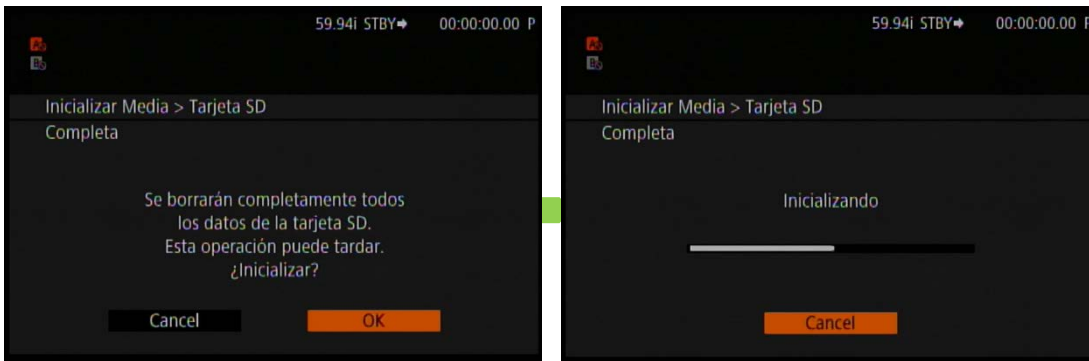 59.94i STBY➡ 00:00:00.00 P
A
B
Inicializar Media > Tarjeta SD
Completa
Se borrarán completamente todos
los datos de la tarjeta SD.
Esta operación puede tardar.
¿Inicializar?
Cancel OK
59.94i STBY➡ 00:00:00.00 P
A
B
Inicializar Media > Tarjeta SD
Completa
Inicializando
Cancel